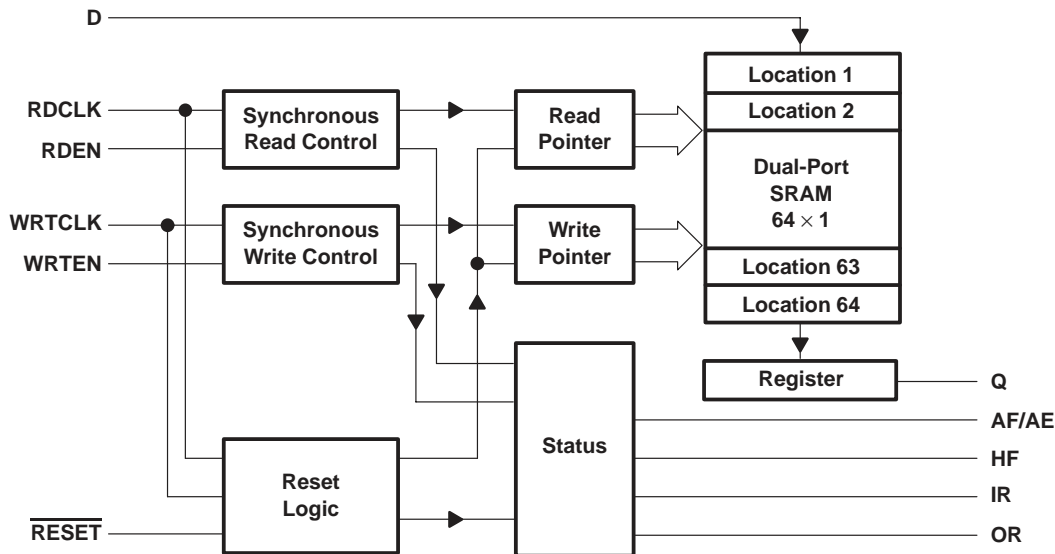 D
RDCLK
RDEN
WRTCLK
WRTEN
RESET
Synchronous
Read Control
Synchronous
Write Control
Reset
Logic
Read
Pointer
Write
Pointer
Status
Location 1
Location 2
Dual-Port
SRAM
64 × 1
Location 63
Location 64
Register
Q
AF/AE
HF
IR
OR